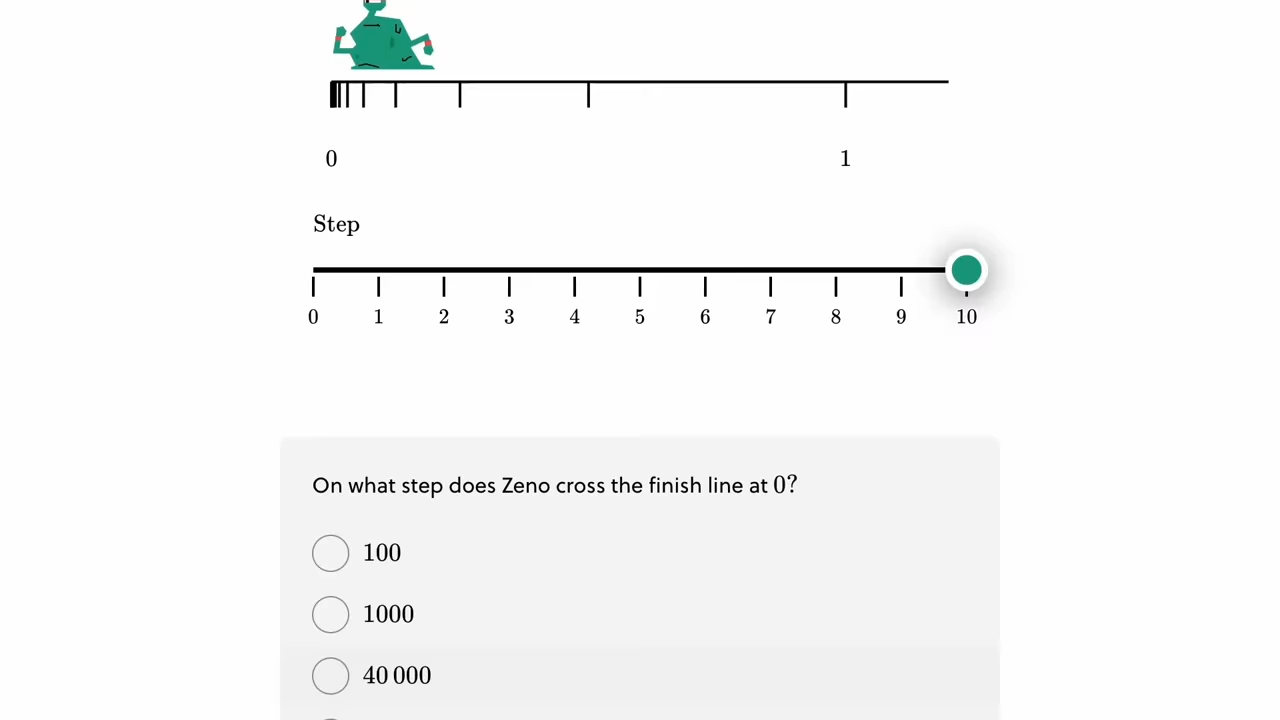 0 1
Step
0 1 2 3 4 5 6 7 8 9 10
On what step does Zeno cross the finish line at 0?
100
1000
40 000